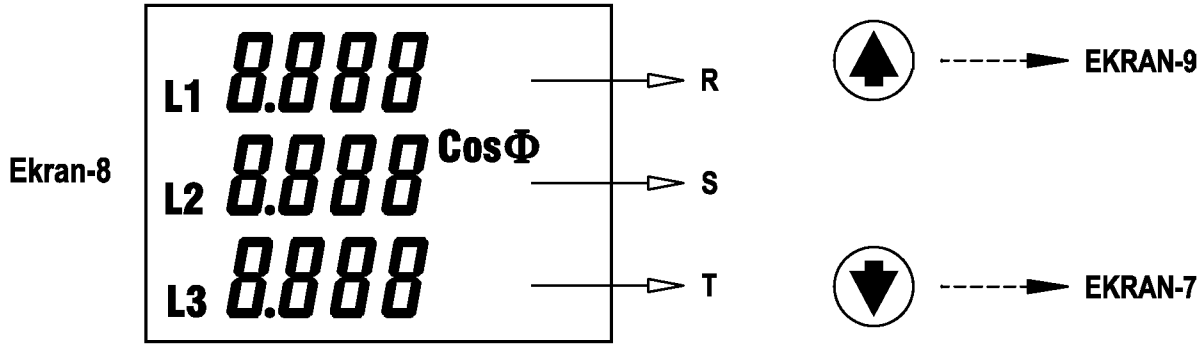 L1 8.888 R EKRAN-9
CosΦ
Ekran-8 L2 8.888 S
L3 8.888 T EKRAN-7